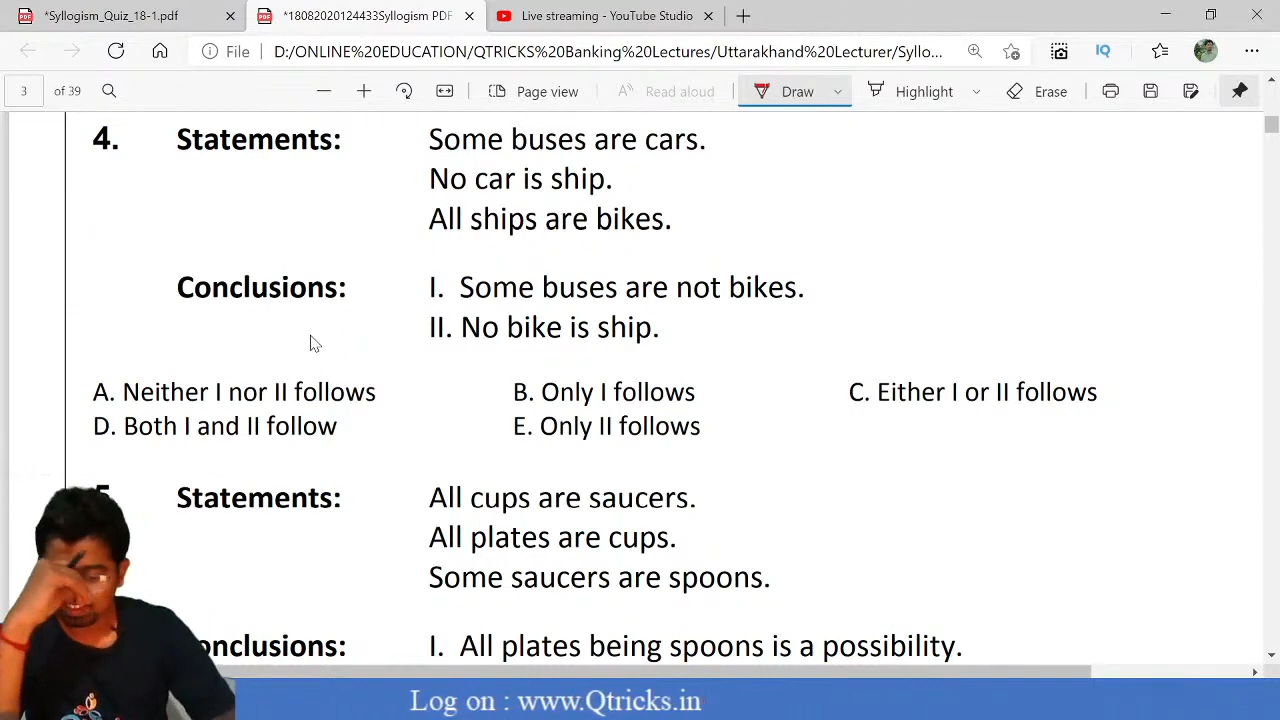 *Syllogism_Quiz_18-1.pdf
*18082020124433Syllogism PDF
Live streaming - YouTube Studio
File
D:/ONLINE%20EDUCATION/QTRICKS%20Banking%20Lectures/Uttarakhand%20Lecturer/Syllo...
IQ
3 of 39
Page view
Read aloud
Draw
Highlight
Erase
4. Statements: Some buses are cars.
No car is ship.
All ships are bikes.
Conclusions: I. Some buses are not bikes.
II. No bike is ship.
A. Neither I nor II follows B. Only I follows C. Either I or II follows
D. Both I and II follow E. Only II follows
Statements: All cups are saucers.
All plates are cups.
Some saucers are spoons.
onclusions: I. All plates being spoons is a possibility.
Log on : www.Qtricks.in